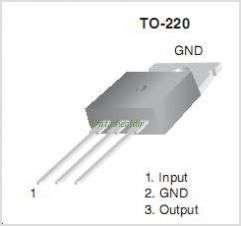 TO-220
GND
1
1. Input
2. GND
3. Output